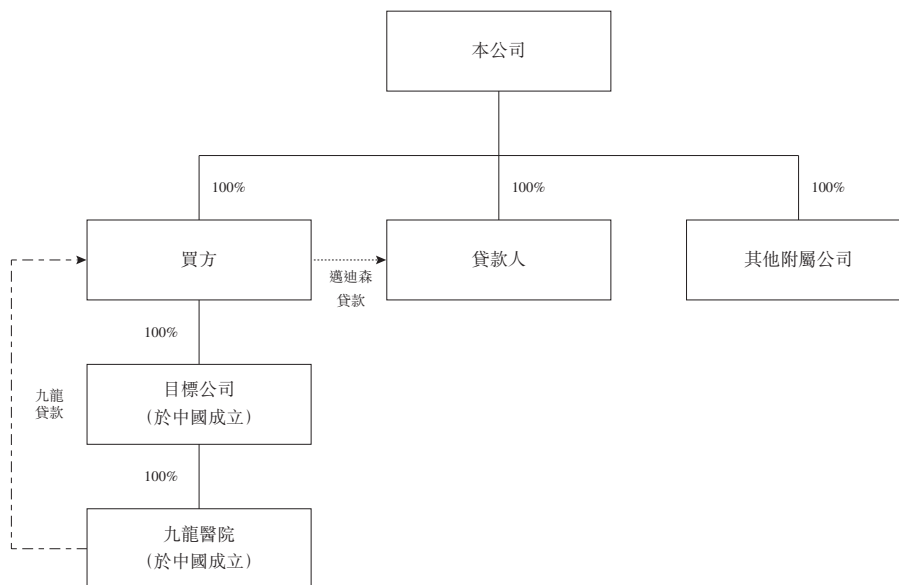 本公司
100%
100%
100%
買方
貸款人
其他附屬公司
邁迪森
貸款
100%
目標公司
（於中國成立）
九龍
貸款
100%
九龍醫院
（於中國成立）